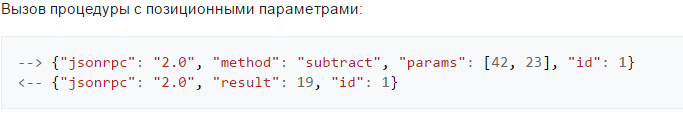 Вызов процедуры с позиционными параметрами:
--> {"jsonrpc": "2.0", "method": "subtract", "params": [42, 23], "id": 1}
<-- {"jsonrpc": "2.0", "result": 19, "id": 1}